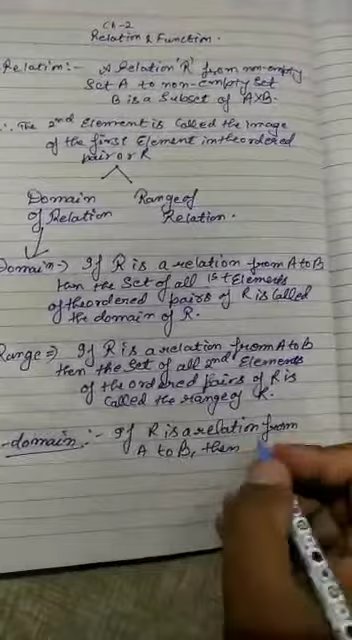 Ch-2
Relation & Function.
Relation:- A Relation 'R' from non-empty
Set A to non-empty Set
B is a Subset of AXB.
∴ The 2nd Element is Called the image
of the first Element in the ordered
pair or R
Domain Range of
of Relation Relation.
Domain → If R is a relation from A to B
then the Set of all 1st Elements
of the ordered pairs of R is Called
the domain of R.
Range ⇒ If R is a relation from A to B
then the Set of all 2nd Elements
of the ordered pairs of R is
Called the range of R.
-domain:- If R is a relation from
A to B, then